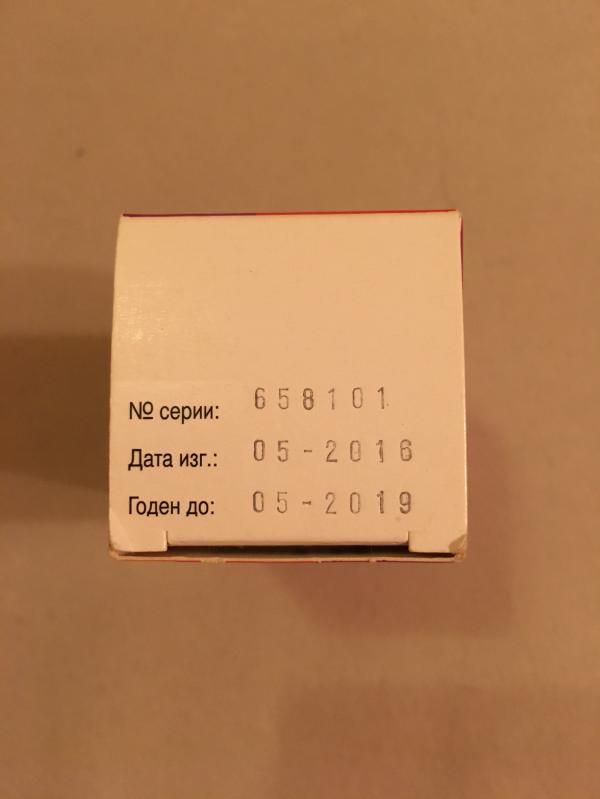 № серии: 658101
Дата изг.: 05-2016
Годен до: 05-2019